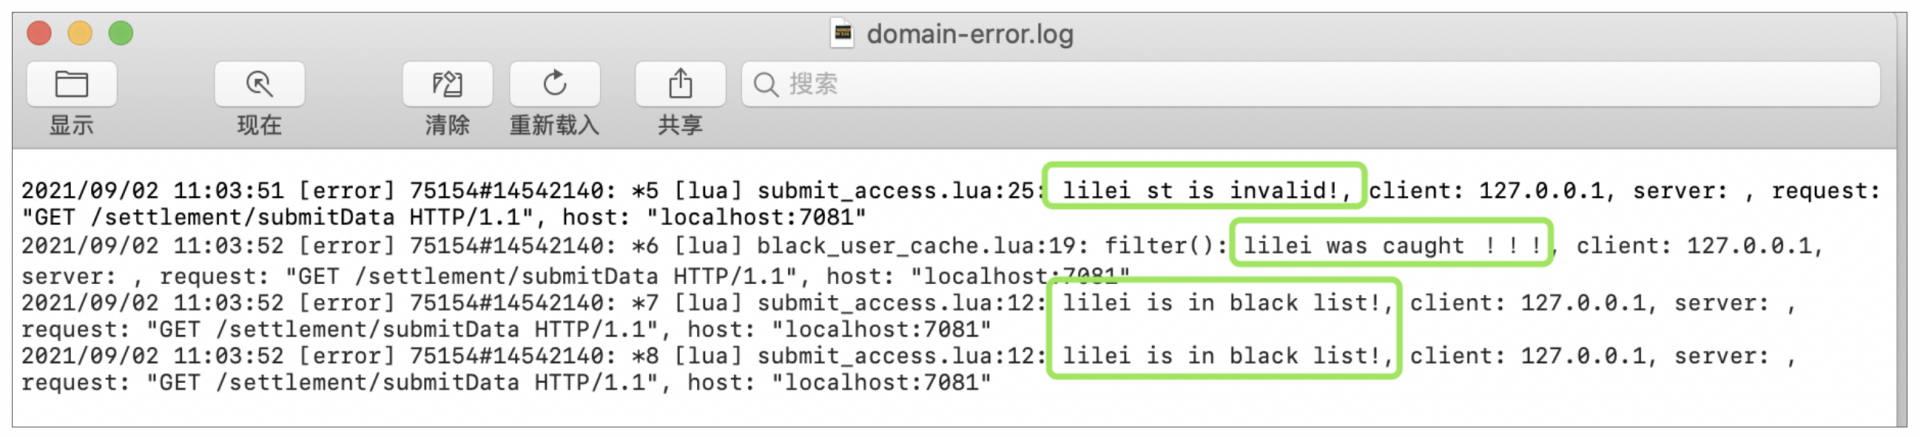 domain-error.log
显示 现在 清除 重新载入 共享 搜索
2021/09/02 11:03:51 [error] 75154#14542140: *5 [lua] submit_access.lua:25: lilei st is invalid!, client: 127.0.0.1, server: , request:
"GET /settlement/submitData HTTP/1.1", host: "localhost:7081"
2021/09/02 11:03:52 [error] 75154#14542140: *6 [lua] black_user_cache.lua:19: filter(): lilei was caught ！！！, client: 127.0.0.1,
server: , request: "GET /settlement/submitData HTTP/1.1", host: "localhost:7081"
2021/09/02 11:03:52 [error] 75154#14542140: *7 [lua] submit_access.lua:12: lilei is in black list!, client: 127.0.0.1, server: ,
request: "GET /settlement/submitData HTTP/1.1", host: "localhost:7081"
2021/09/02 11:03:52 [error] 75154#14542140: *8 [lua] submit_access.lua:12: lilei is in black list!, client: 127.0.0.1, server: ,
request: "GET /settlement/submitData HTTP/1.1", host: "localhost:7081"